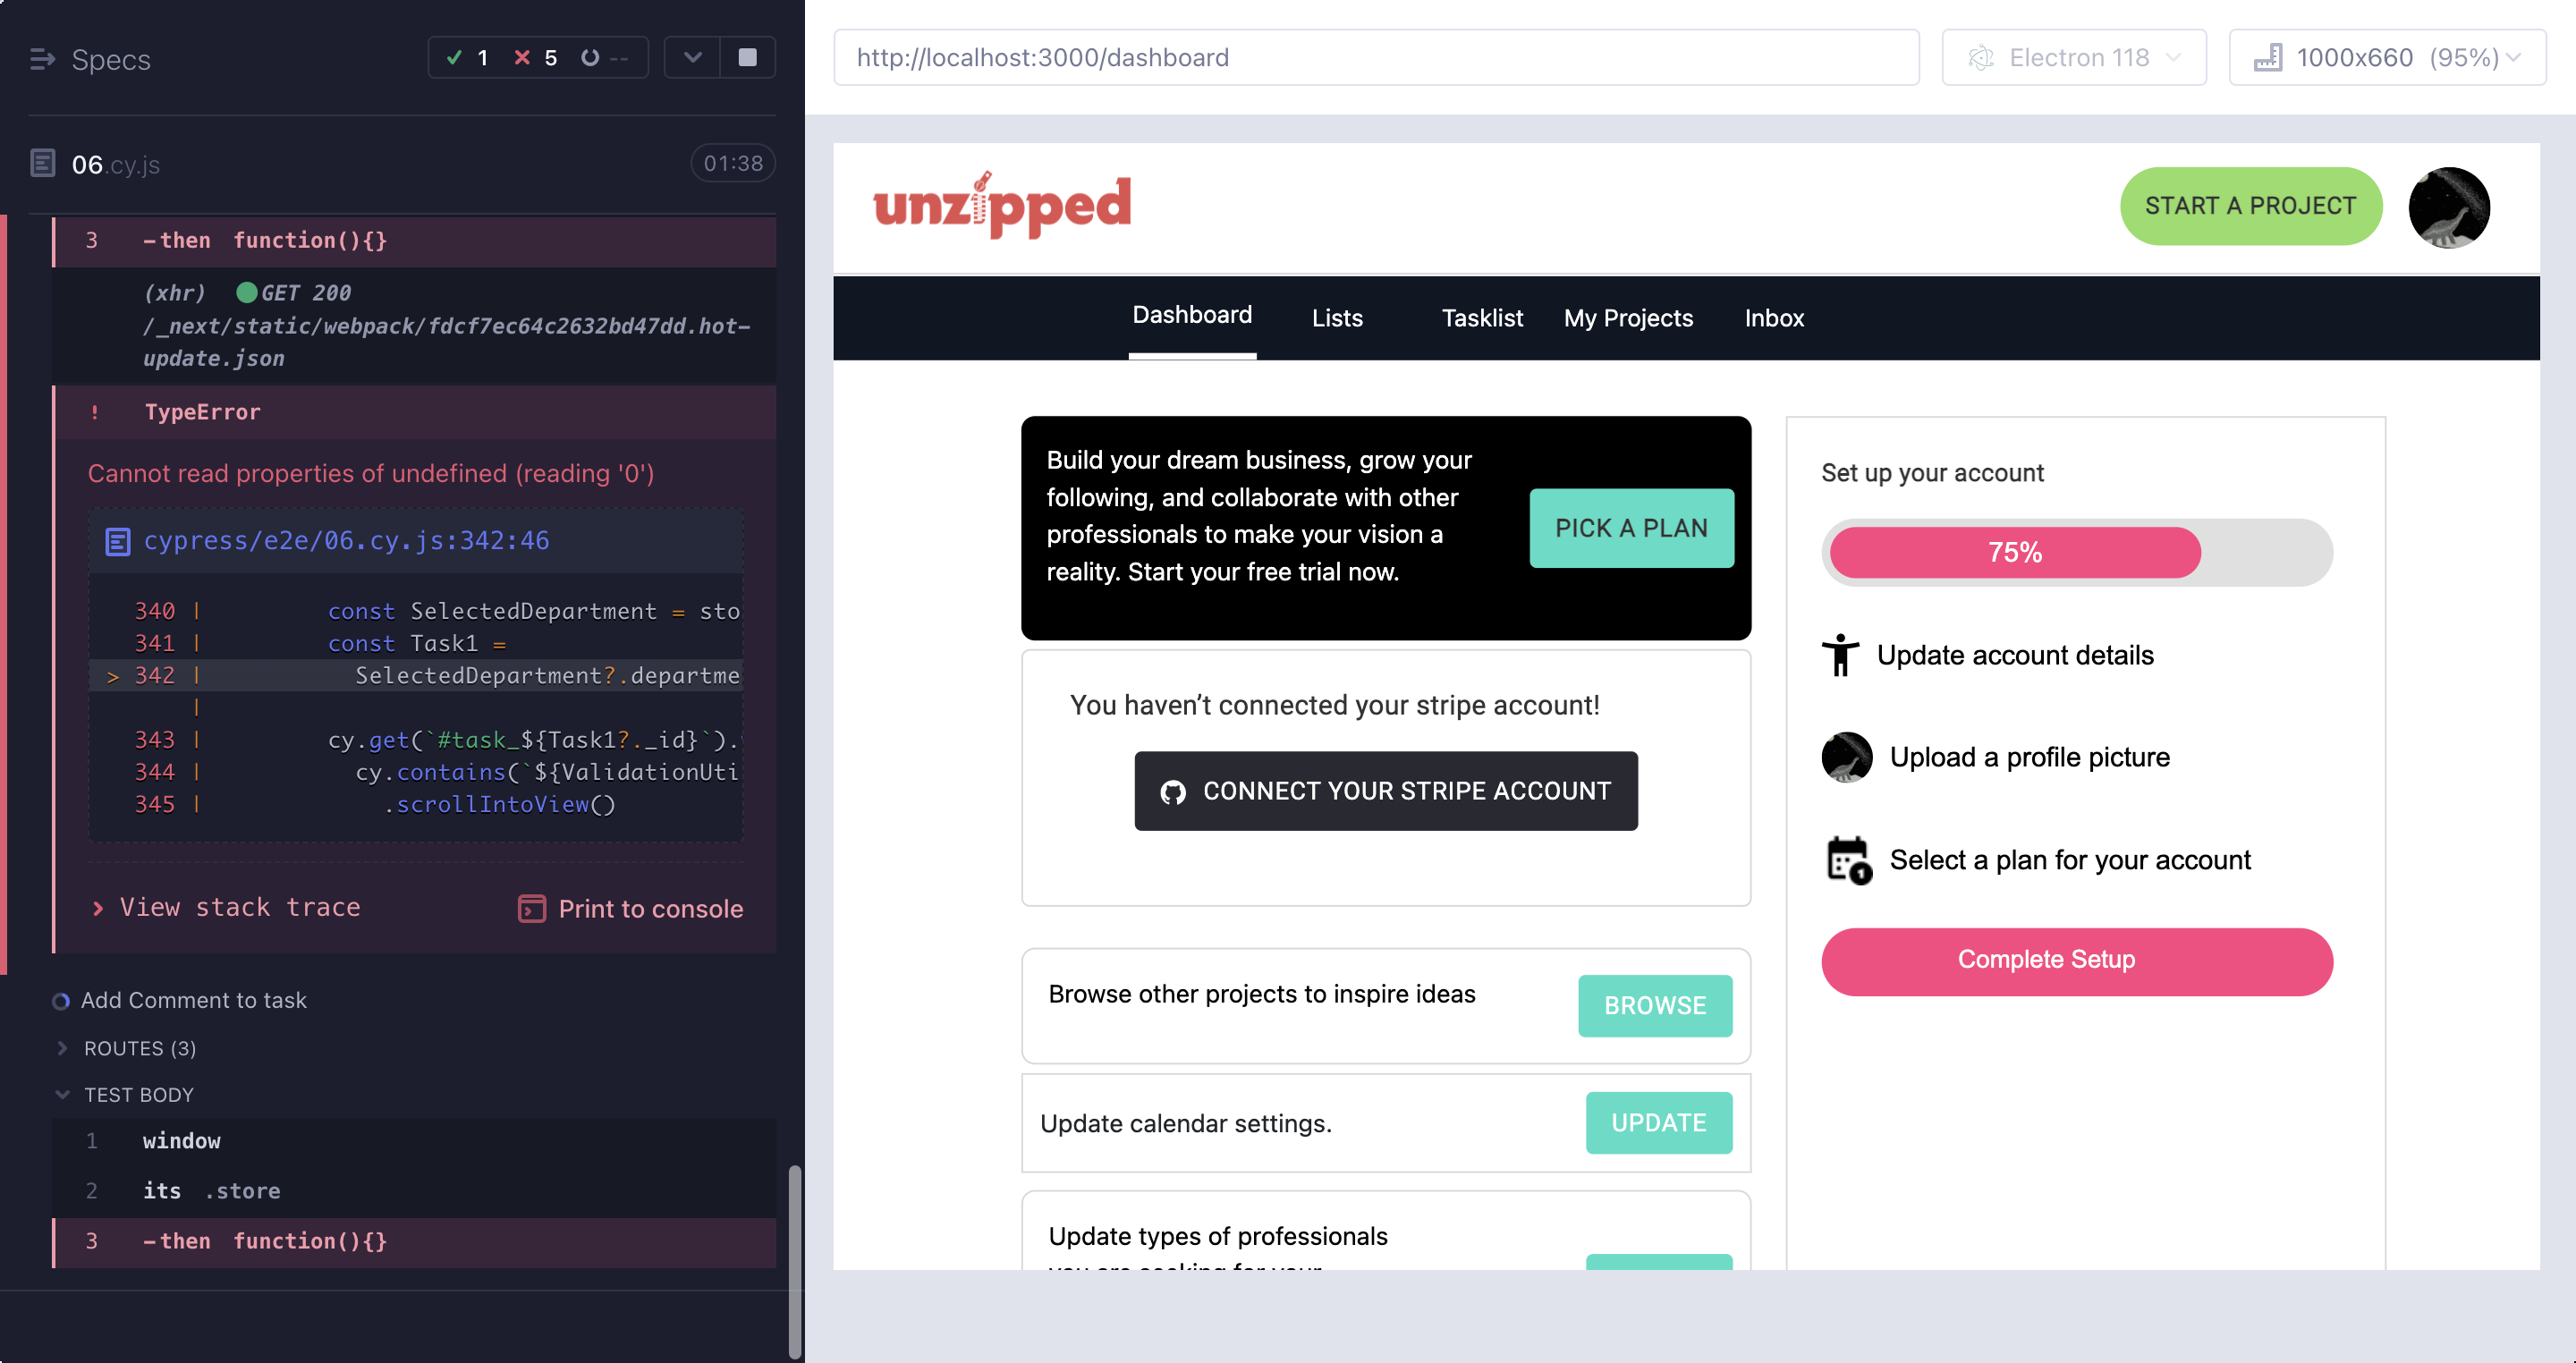 Specs
1 5 --
06.cy.js 01:38
3 -then function(){}
(xhr) GET 200
/_next/static/webpack/fdcf7ec64c2632bd47dd.hot-
update.json
! TypeError
Cannot read properties of undefined (reading '0')
cypress/e2e/06.cy.js:342:46
340 | const SelectedDepartment = sto
341 | const Task1 =
> 342 | SelectedDepartment?.departme
|
343 | cy.get(`#task_${Task1?._id}`).
344 | cy.contains(`${ValidationUti
345 | .scrollIntoView()
> View stack trace
Print to console
Add Comment to task
ROUTES (3)
TEST BODY
1 window
2 its .store
3 -then function(){}
http://localhost:3000/dashboard
Electron 118
1000x660 (95%)
unzipped
START A PROJECT
Dashboard Lists Tasklist My Projects Inbox
Build your dream business, grow your
following, and collaborate with other
professionals to make your vision a
reality. Start your free trial now.
PICK A PLAN
You haven’t connected your stripe account!
CONNECT YOUR STRIPE ACCOUNT
Browse other projects to inspire ideas
BROWSE
Update calendar settings.
UPDATE
Update types of professionals
Set up your account
75%
Update account details
Upload a profile picture
1
Select a plan for your account
Complete Setup